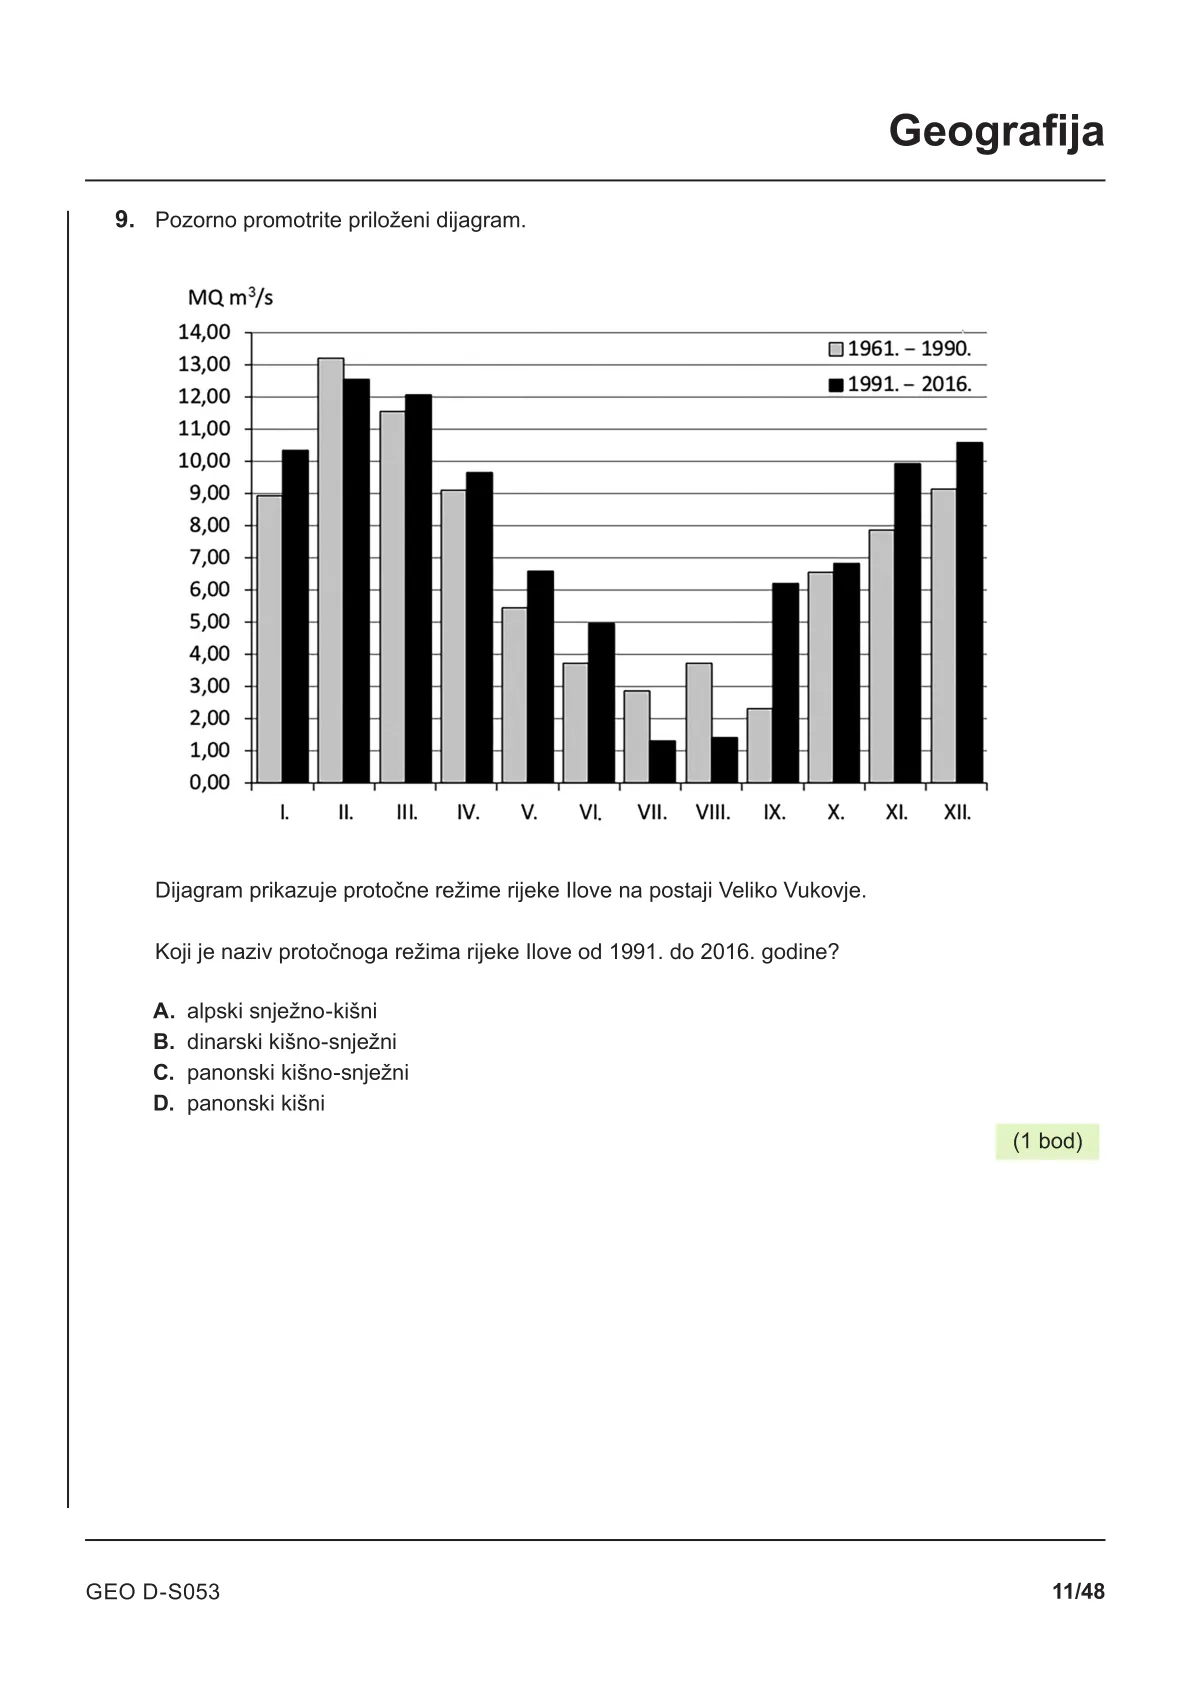 Geografija
9. Pozorno promotrite priloženi dijagram.
MQ m³/s
14,00
13,00
12,00
11,00
10,00
9,00
8,00
7,00
6,00
5,00
4,00
3,00
2,00
1,00
0,00
1961. – 1990.
1991. – 2016.
I. II. III. IV. V. VI. VII. VIII. IX. X. XI. XII.
Dijagram prikazuje protočne režime rijeke Ilove na postaji Veliko Vukovje.
Koji je naziv protočnoga režima rijeke Ilove od 1991. do 2016. godine?
A. alpski snježno-kišni
B. dinarski kišno-snježni
C. panonski kišno-snježni
D. panonski kišni
(1 bod)
GEO D-S053
11/48